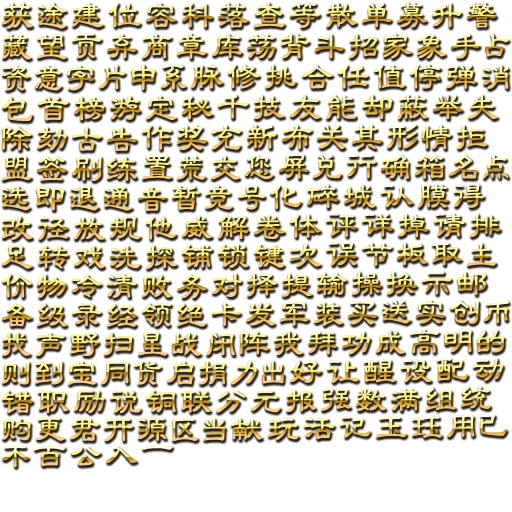 获途建位容科落查等散单募升警
藏望贡弃商章库荡背斗招家象手占
资意字片申系脉修挑合任值停弹消
包首榜游定秘千技友能却蔽举失
除劾古告作奖充新布关其形情拒
盟签刷练置荒交您屏兑行确箱名点
选即退通音暂竞号化碎城认膜得
改泾放规他威解卷体评详掉请排
足转戏洗探铺锁键次误节板取主
价物冷清败务对择提输操换示邮
备级录经领绝卡发军装买送实创币
找声野扫星战闭阵我拜功成高明的
则到宝同货启捐力出好让醒设配动
错职励说铜联分元报强数满组统
购更君开源区当献玩活记玉珏用已
不百公入一